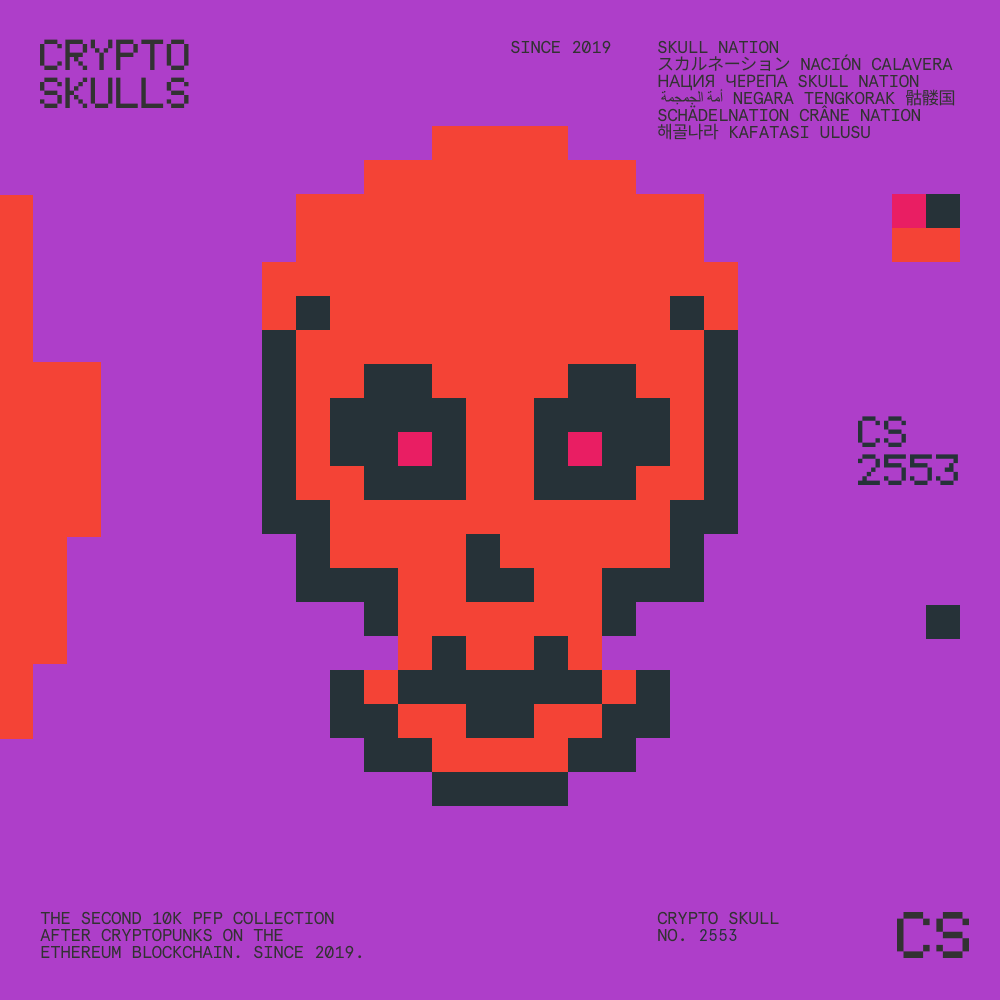 CRYPTO
SKULLS
SINCE 2019
SKULL NATION
スカルネーション NACIÓN CALAVERA
НАЦИЯ ЧЕРЕПА SKULL NATION
أمة الجمجمة NEGARA TENGKORAK 骷髅国
SCHÄDELNATION CRÂNE NATION
해골나라 KAFATASI ULUSU
CS
2553
THE SECOND 10K PFP COLLECTION
AFTER CRYPTOPUNKS ON THE
ETHEREUM BLOCKCHAIN. SINCE 2019.
CRYPTO SKULL
NO. 2553
CS